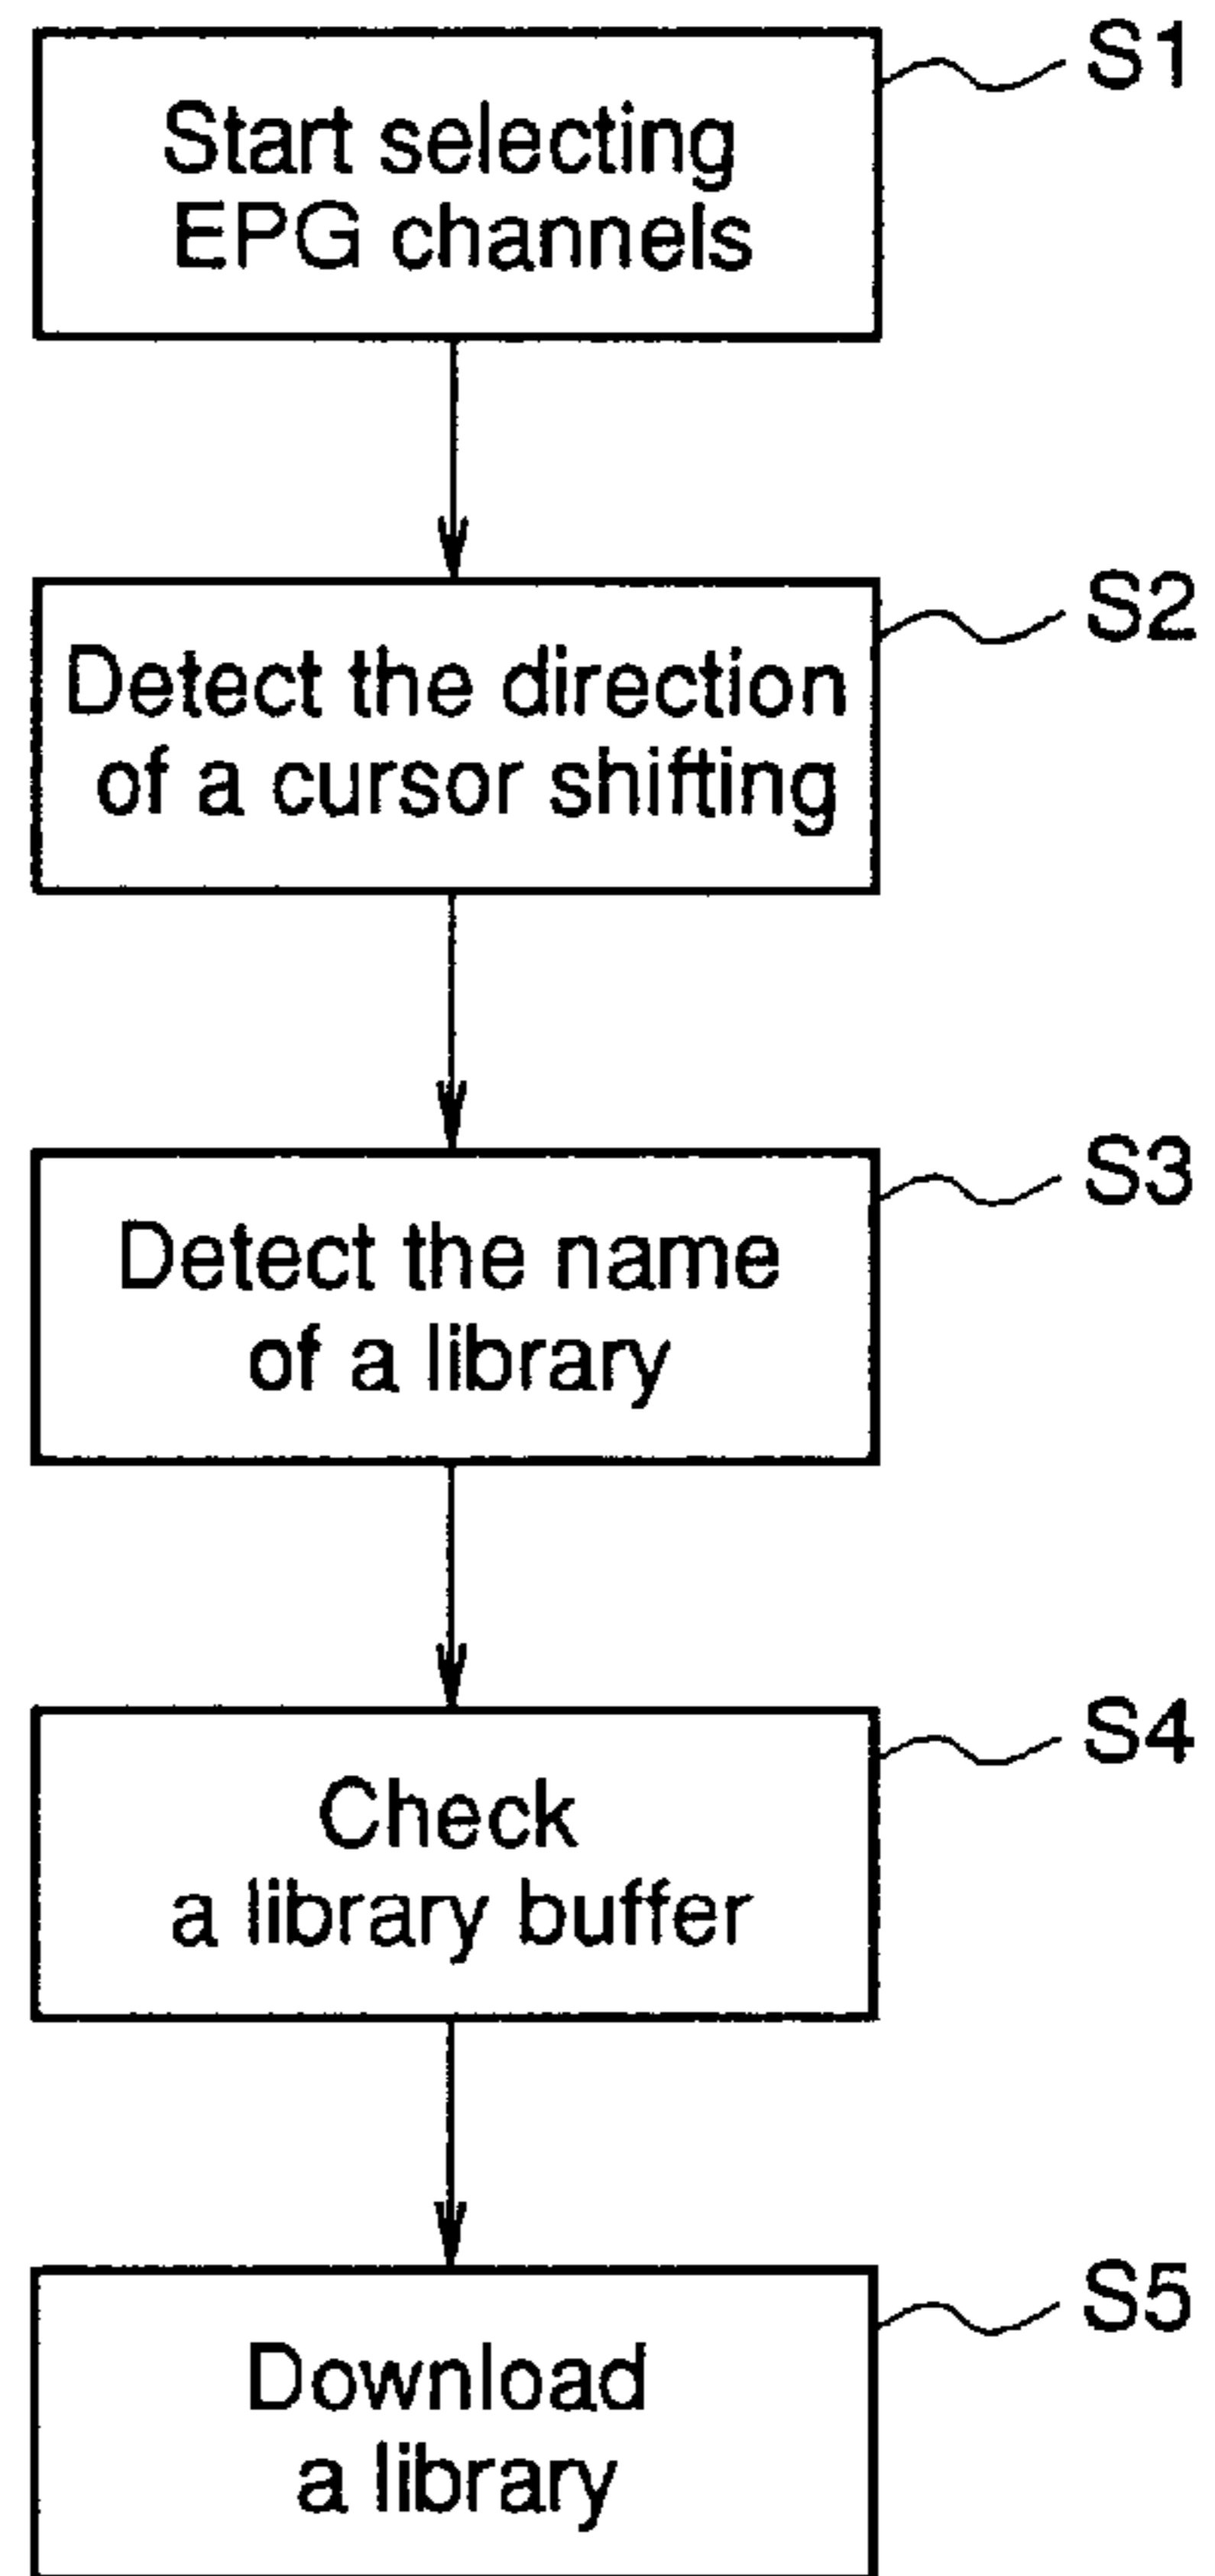 S1
Start selecting
EPG channels
S2
Detect the direction
of a cursor shifting
S3
Detect the name
of a library
S4
Check
a library buffer
S5
Download
a library